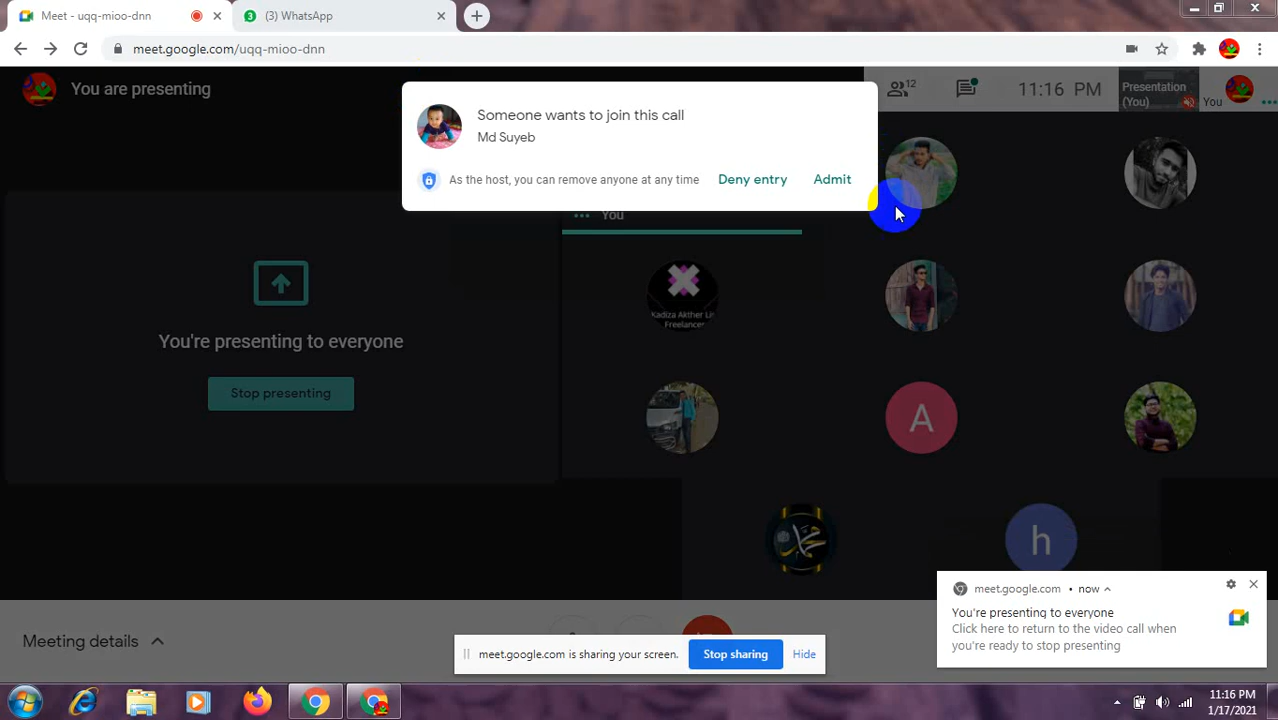 Meet - uqq-mioo-dnn
(3) WhatsApp
meet.google.com/uqq-mioo-dnn
You are presenting
Someone wants to join this call
Md Suyeb
As the host, you can remove anyone at any time
Deny entry
Admit
12
11:16 PM
Presentation
(You)
You
You
Kadiza Akther
Freelancer
You're presenting to everyone
Stop presenting
A
h
meet.google.com • now
You're presenting to everyone
Click here to return to the video call when
you're ready to stop presenting
Meeting details
meet.google.com is sharing your screen.
Stop sharing
Hide
11:16 PM
1/17/2021